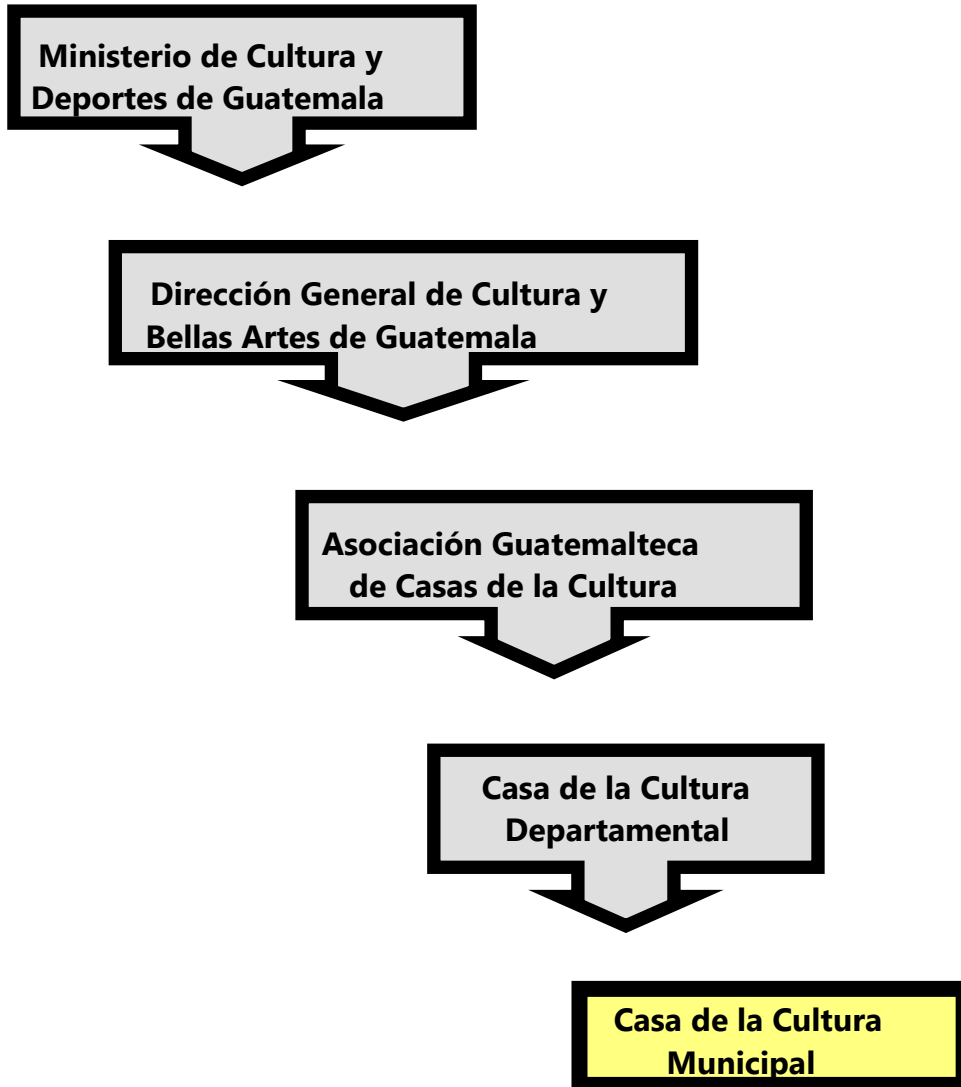 Ministerio de Cultura y
Deportes de Guatemala
Dirección General de Cultura y
Bellas Artes de Guatemala
Asociación Guatemalteca
de Casas de la Cultura
Casa de la Cultura
Departamental
Casa de la Cultura
Municipal